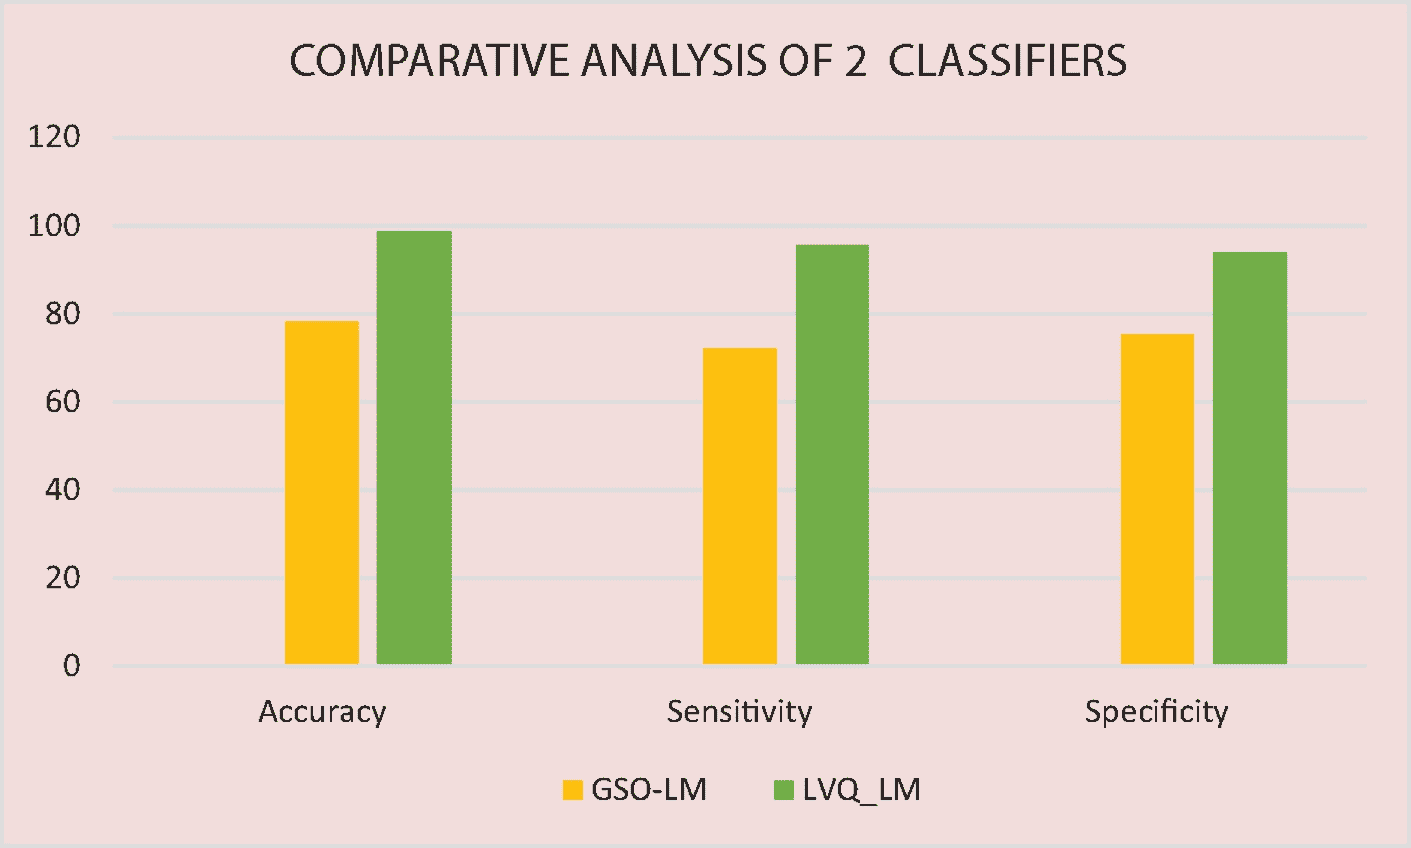 COMPARATIVE ANALYSIS OF 2 CLASSIFIERS
120
100
80
60
40
20
0
Accuracy Sensitivity Specificity
GSO-LM LVQ_LM